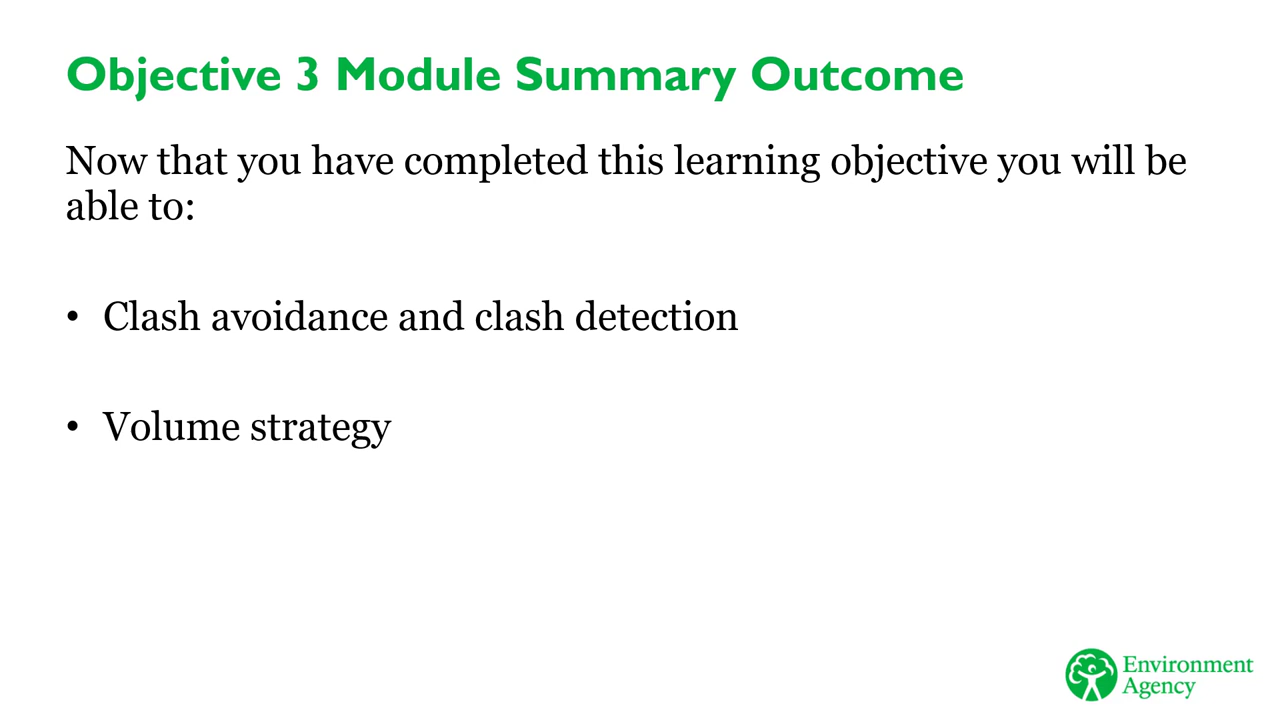 Objective 3 Module Summary Outcome
Now that you have completed this learning objective you will be
able to:
• Clash avoidance and clash detection
• Volume strategy
Environment
Agency